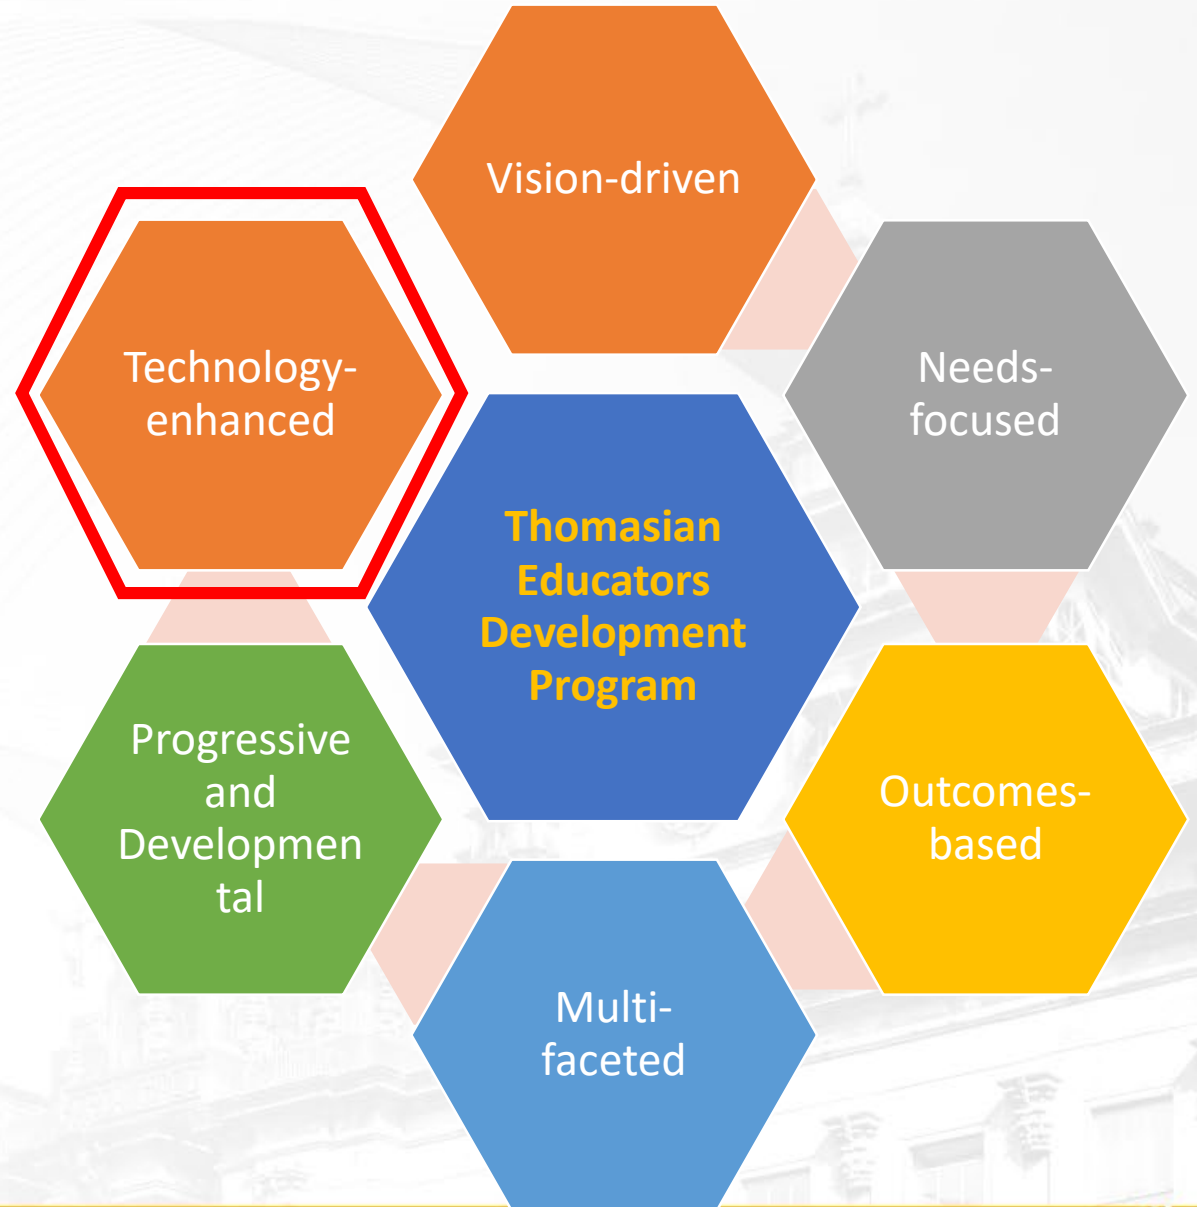 Vision-driven
Technology-
enhanced
Needs-
focused
Thomasian
Educators
Development
Program
Progressive
and
Developmen
tal
Outcomes-
based
Multi-
faceted